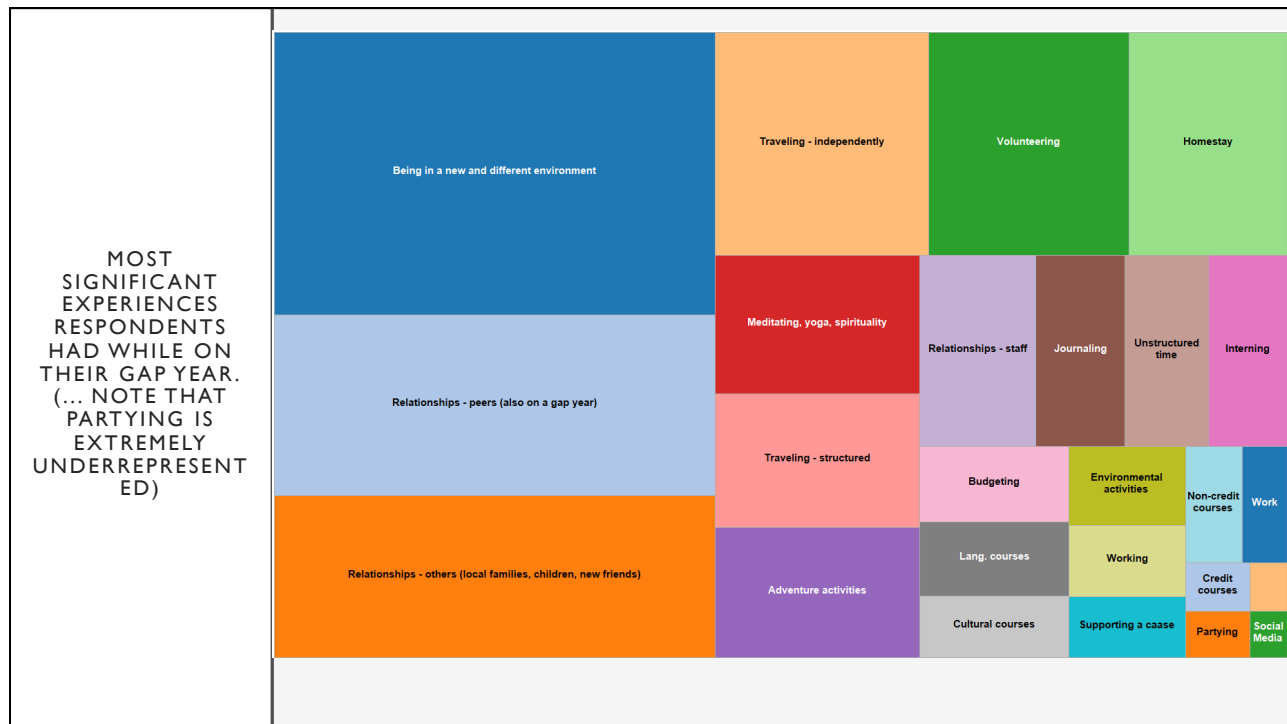 MOST
SIGNIFICANT
EXPERIENCES
RESPONDENTS
HAD WHILE ON
THEIR GAP YEAR.
(... NOTE THAT
PARTYING IS
EXTREMELY
UNDERREPRESENT
ED)
Being in a new and different environment
Relationships - peers (also on a gap year)
Relationships - others (local families, children, new friends)
Traveling - independently
Volunteering
Homestay
Meditating, yoga, spirituality
Traveling - structured
Adventure activities
Relationships - staff
Journaling
Unstructured
time
Interning
Budgeting
Lang. courses
Cultural courses
Environmental
activities
Working
Supporting a caase
Non-credit
courses
Work
Credit
courses
Partying
Social
Media